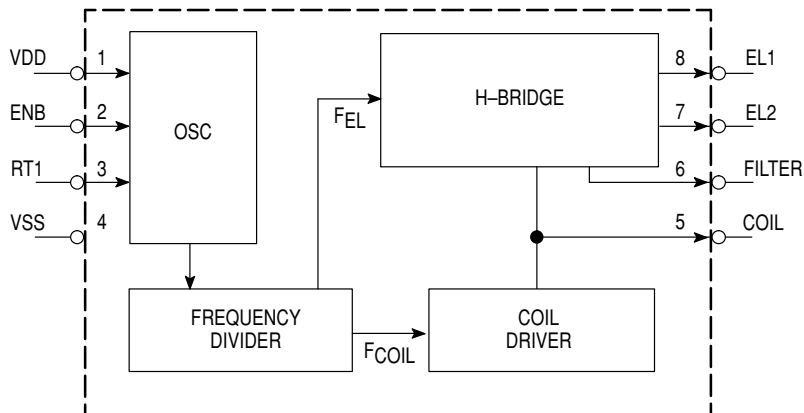 VDD 1
ENB 2
RT1 3
VSS 4
OSC
H–BRIDGE
8 EL1
7 EL2
6 FILTER
5 COIL
FEL
FREQUENCY
DIVIDER
FCOIL
COIL
DRIVER